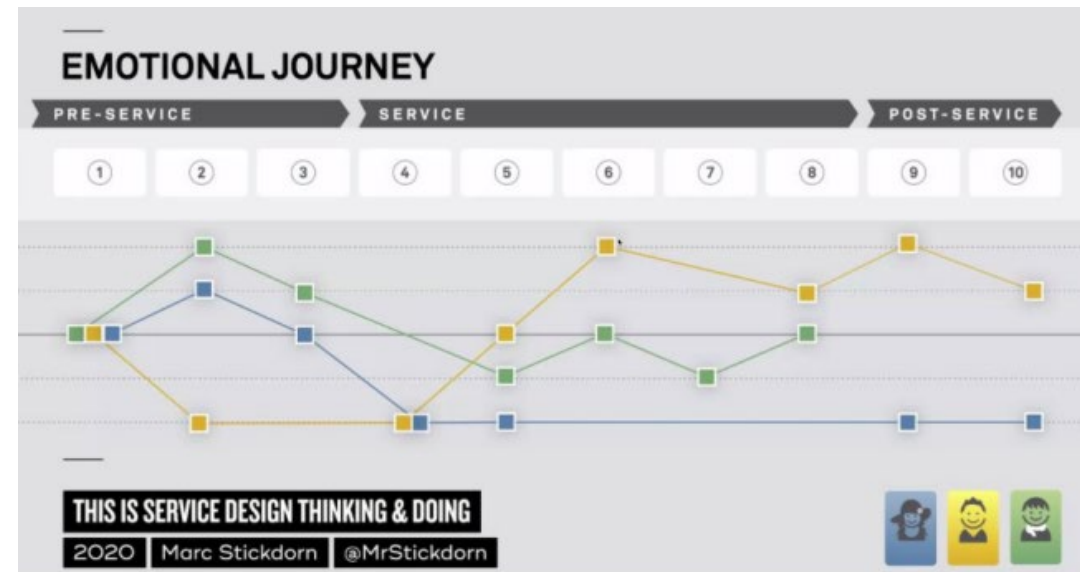 EMOTIONAL JOURNEY
PRE-SERVICE SERVICE POST-SERVICE
1 2 3 4 5 6 7 8 9 10
THIS IS SERVICE DESIGN THINKING & DOING
2020 Marc Stickdorn @MrStickdorn